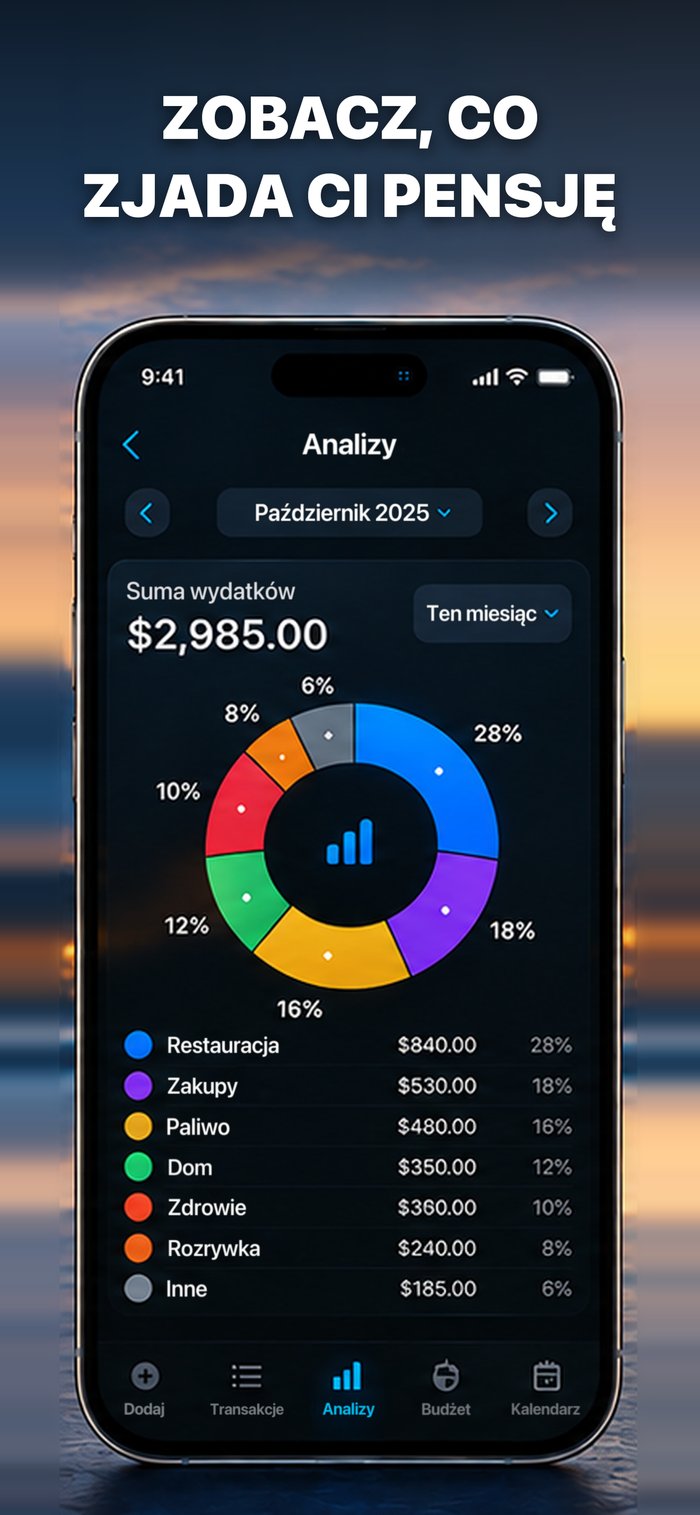 ZOBACZ, CO
ZJADA CI PENSJĘ
9:41
Analizy
Październik 2025
Suma wydatków
$2,985.00
Ten miesiąc
6%
8%
28%
10%
12%
18%
16%
Restauracja $840.00 28%
Zakupy $530.00 18%
Paliwo $480.00 16%
Dom $350.00 12%
Zdrowie $360.00 10%
Rozrywka $240.00 8%
Inne $185.00 6%
Dodaj Transakcje Analizy Budżet Kalendarz